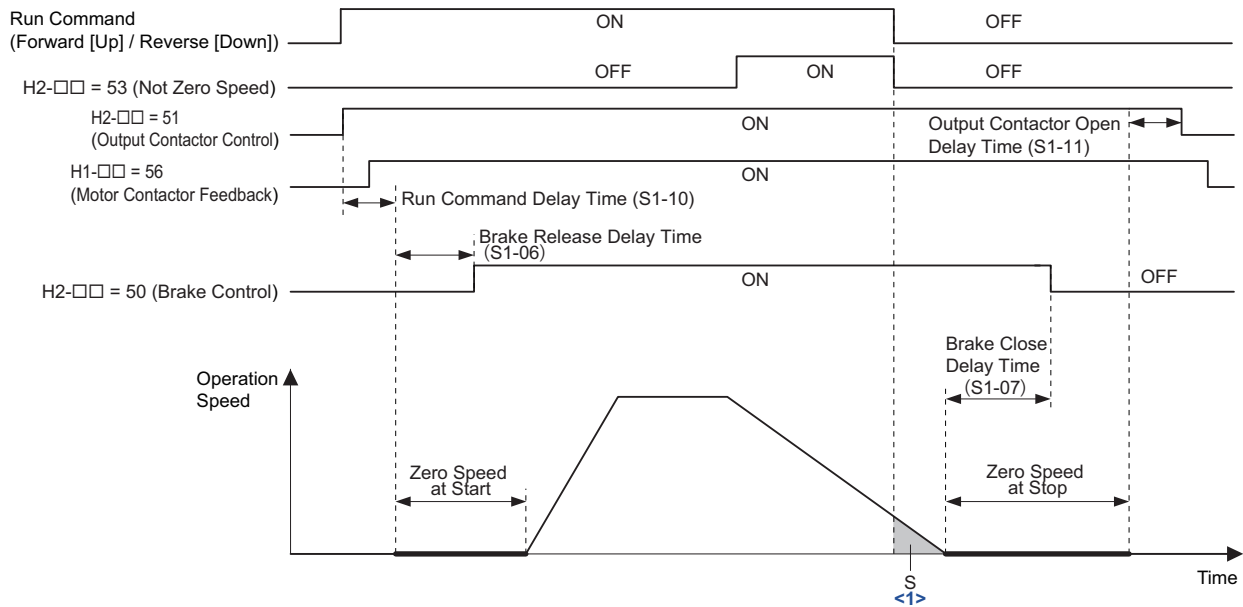 Run Command
(Forward [Up] / Reverse [Down])
ON
OFF
H2-□□ = 53 (Not Zero Speed)
OFF
ON
OFF
H2-□□ = 51
(Output Contactor Control)
ON
Output Contactor Open
Delay Time (S1-11)
H1-□□ = 56
(Motor Contactor Feedback)
ON
Run Command Delay Time (S1-10)
Brake Release Delay Time
(S1-06)
H2-□□ = 50 (Brake Control)
ON
OFF
Brake Close
Delay Time
(S1-07)
Operation
Speed
Zero Speed
at Start
Zero Speed
at Stop
S
<1>
Time